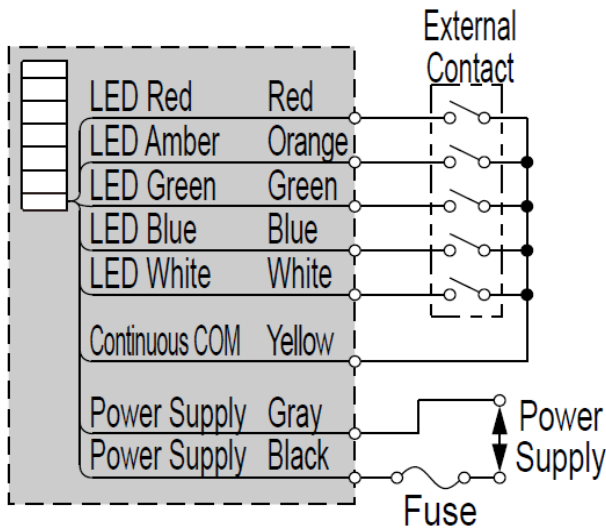 External
Contact
LED Red Red
LED Amber Orange
LED Green Green
LED Blue Blue
LED White White
Continuous COM Yellow
Power Supply Gray
Power Supply Black
Power
Supply
Fuse